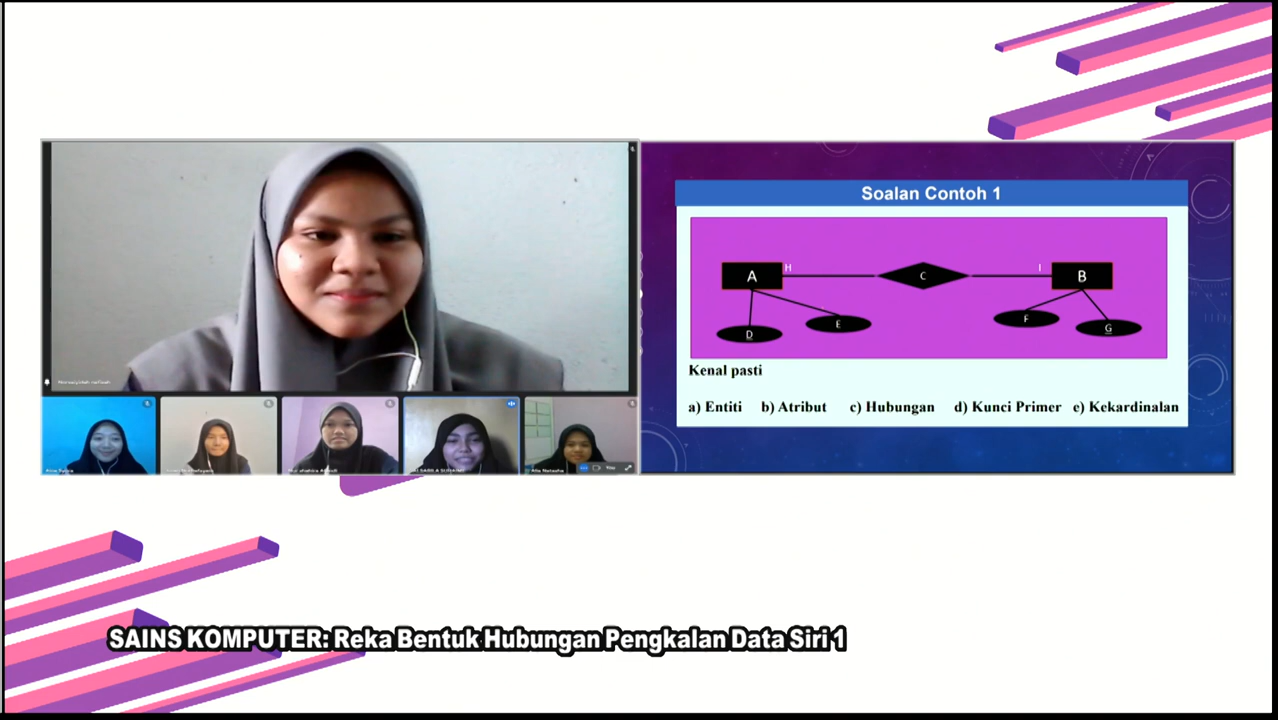 Soalan Contoh 1
A
H
C
I
B
D
E
F
G
Kenal pasti
a) Entiti b) Atribut c) Hubungan d) Kunci Primer e) Kekardinalan
You
SAINS KOMPUTER: Reka Bentuk Hubungan Pengkalan Data Siri 1